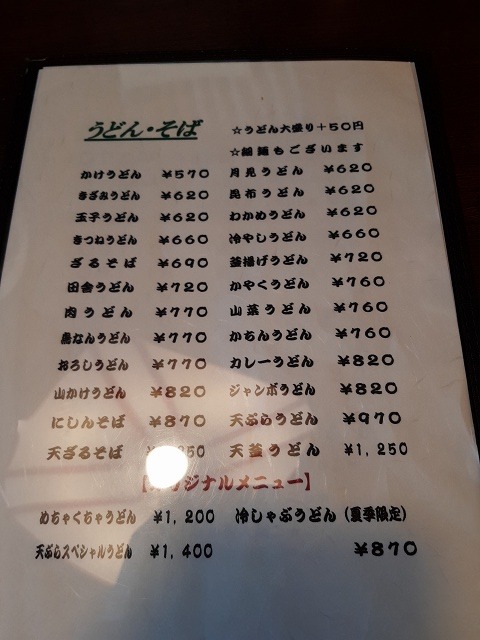 うどん・そば
☆うどん大盛り＋５０円
☆細麺もございます
かけうどん ￥５７０ 月見うどん ￥６２０
きざみうどん ￥６２０ 昆布うどん ￥６２０
玉子うどん ￥６２０ わかめうどん ￥６２０
きつねうどん ￥６６０ 冷やしうどん ￥６６０
ざるそば ￥６９０ 釜揚げうどん ￥７２０
田舎うどん ￥７２０ かやくうどん ￥７６０
肉うどん ￥７７０ 山菜うどん ￥７６０
鳥なんうどん ￥７７０ かちんうどん ￥７６０
おろしうどん ￥７７０ カレーうどん ￥８２０
山かけうどん ￥８２０ ジャンボうどん ￥８２０
にしんそば ￥８７０ 天ぷらうどん ￥９７０
天ざるそば 天釜うどん ￥１，２５０
ジナルメニュー】
めちゃくちゃうどん ￥１，２００ 冷しゃぶうどん（夏季限定）
天ぷらスペシャルうどん ￥１，４００ ￥８７０